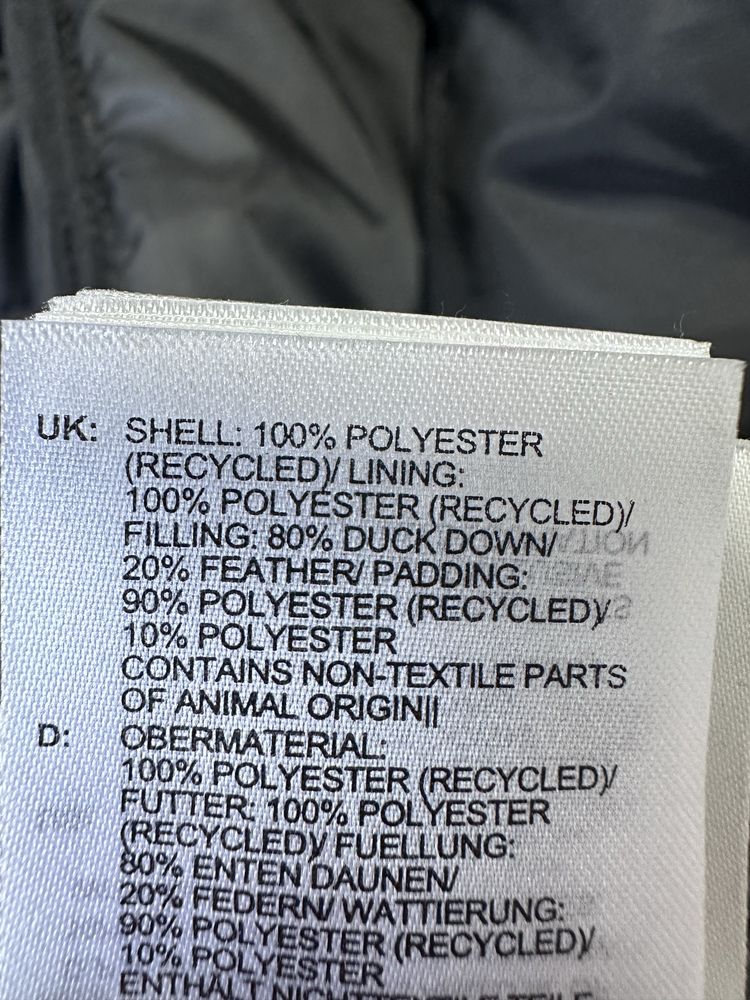 UK: SHELL: 100% POLYESTER
(RECYCLED)/ LINING:
100% POLYESTER (RECYCLED)/
FILLING: 80% DUCK DOWN/
20% FEATHER/ PADDING:
90% POLYESTER (RECYCLED)/
10% POLYESTER
CONTAINS NON-TEXTILE PARTS
OF ANIMAL ORIGIN||
D: OBERMATERIAL:
100% POLYESTER (RECYCLED)/
FUTTER: 100% POLYESTER
(RECYCLED)/ FUELLUNG:
80% ENTEN DAUNEN/
20% FEDERN/ WATTIERUNG:
90% POLYESTER (RECYCLED)/
10% POLYESTER
ENTHÄLT